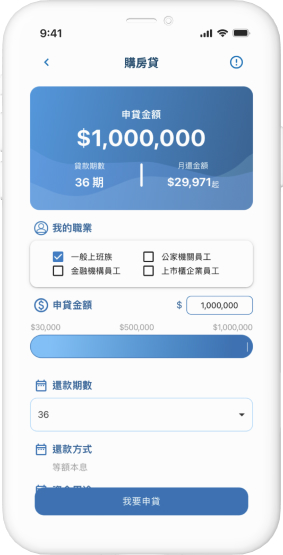 9:41
購房貸
申貸金額
$1,000,000
貸款期數 月還金額
36 期 $29,971起
我的職業
一般上班族 公家機關員工
金融機構員工 上市櫃企業員工
申貸金額 $ 1,000,000
$30,000 $500,000 $1,000,000
還款期數
36
還款方式
等額本息
我要申貸